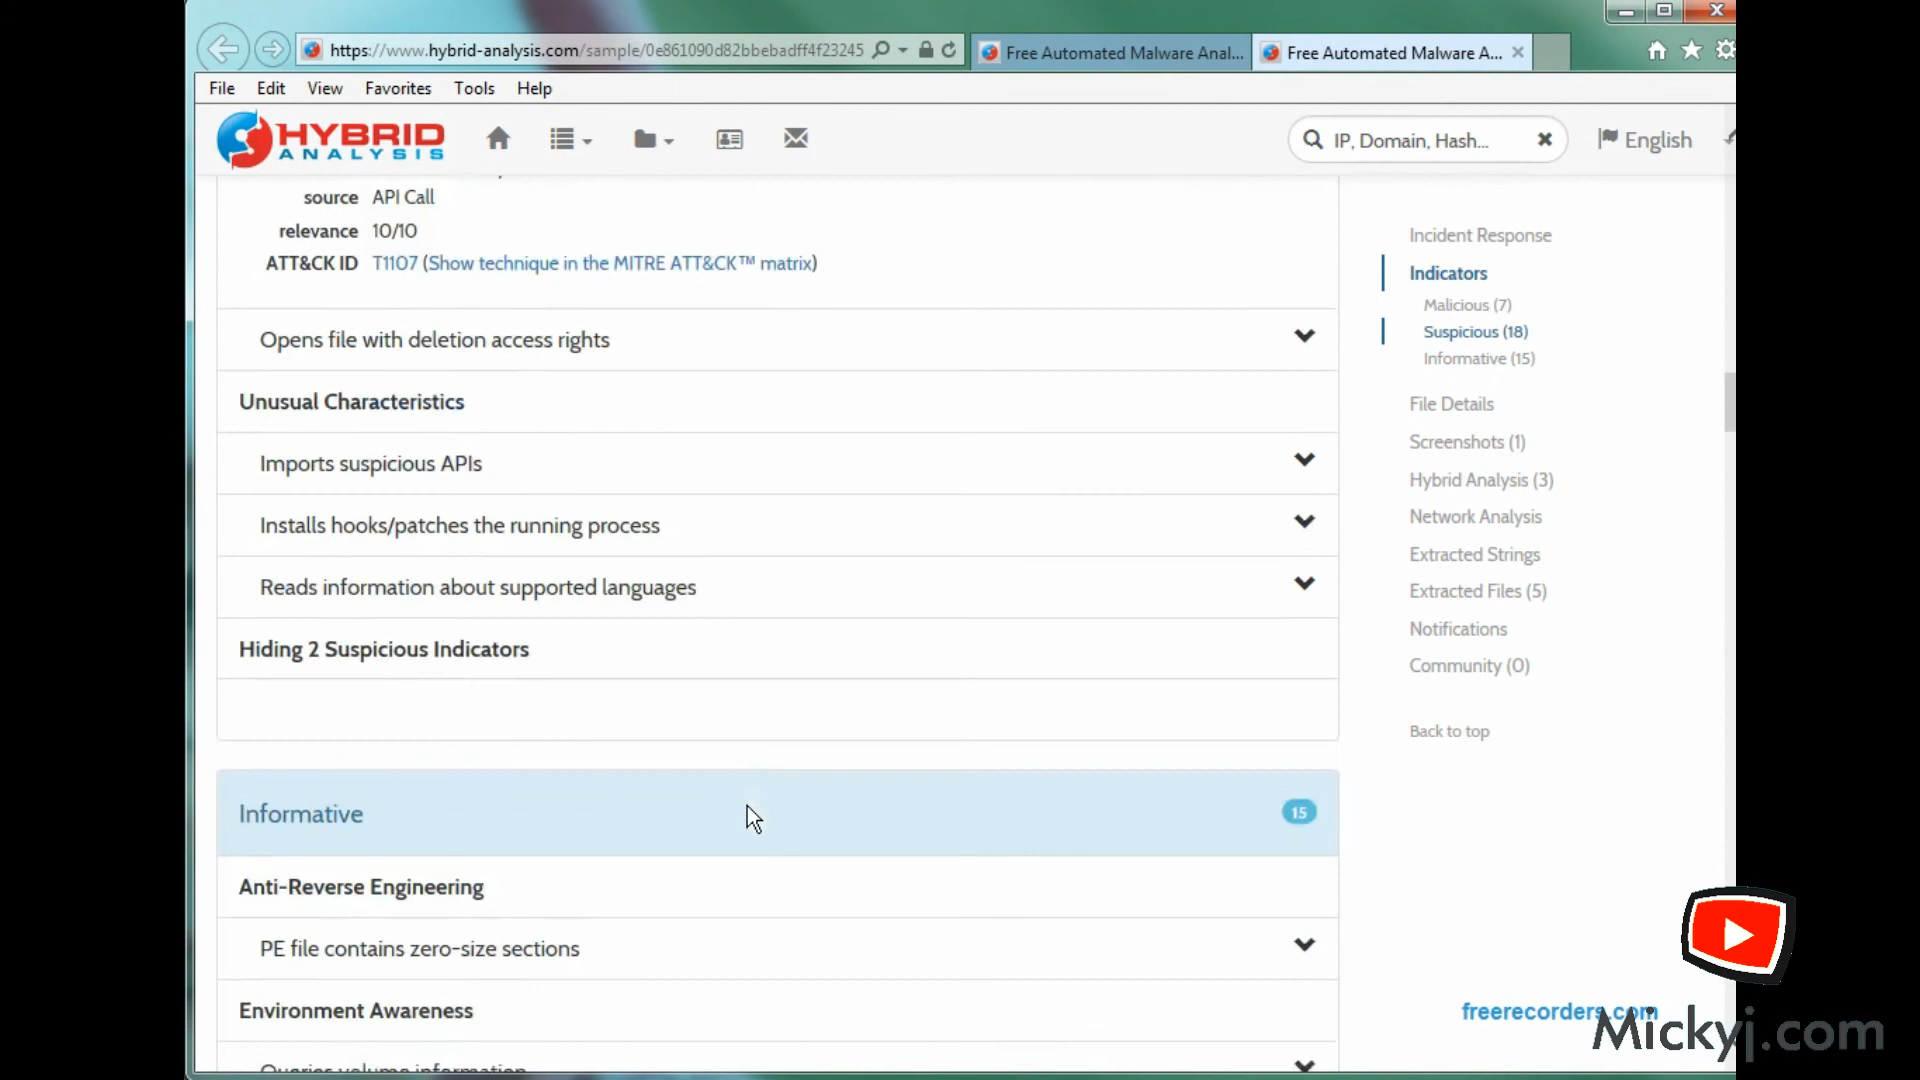 https://www.hybrid-analysis.com/sample/0e861090d82bbebadff4f23245
Free Automated Malware Anal...
Free Automated Malware A...
File Edit View Favorites Tools Help
HYBRID
ANALYSIS
IP, Domain, Hash...
English
source API Call
relevance 10/10
ATT&CK ID T1107 (Show technique in the MITRE ATT&CK™ matrix)
Opens file with deletion access rights
Unusual Characteristics
Imports suspicious APIs
Installs hooks/patches the running process
Reads information about supported languages
Hiding 2 Suspicious Indicators
Informative 15
Anti-Reverse Engineering
PE file contains zero-size sections
Environment Awareness
Queries volume information
Incident Response
Indicators
Malicious (7)
Suspicious (18)
Informative (15)
File Details
Screenshots (1)
Hybrid Analysis (3)
Network Analysis
Extracted Strings
Extracted Files (5)
Notifications
Community (0)
Back to top
freerecorders.com
Mickyj.com